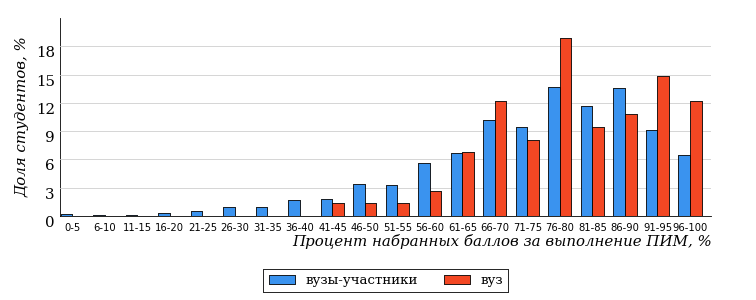 Доля студентов, %
18
15
12
9
6
3
0
0-5 6-10 11-15 16-20 21-25 26-30 31-35 36-40 41-45 46-50 51-55 56-60 61-65 66-70 71-75 76-80 81-85 86-90 91-95 96-100
Процент набранных баллов за выполнение ПИМ, %
вузы-участники вуз